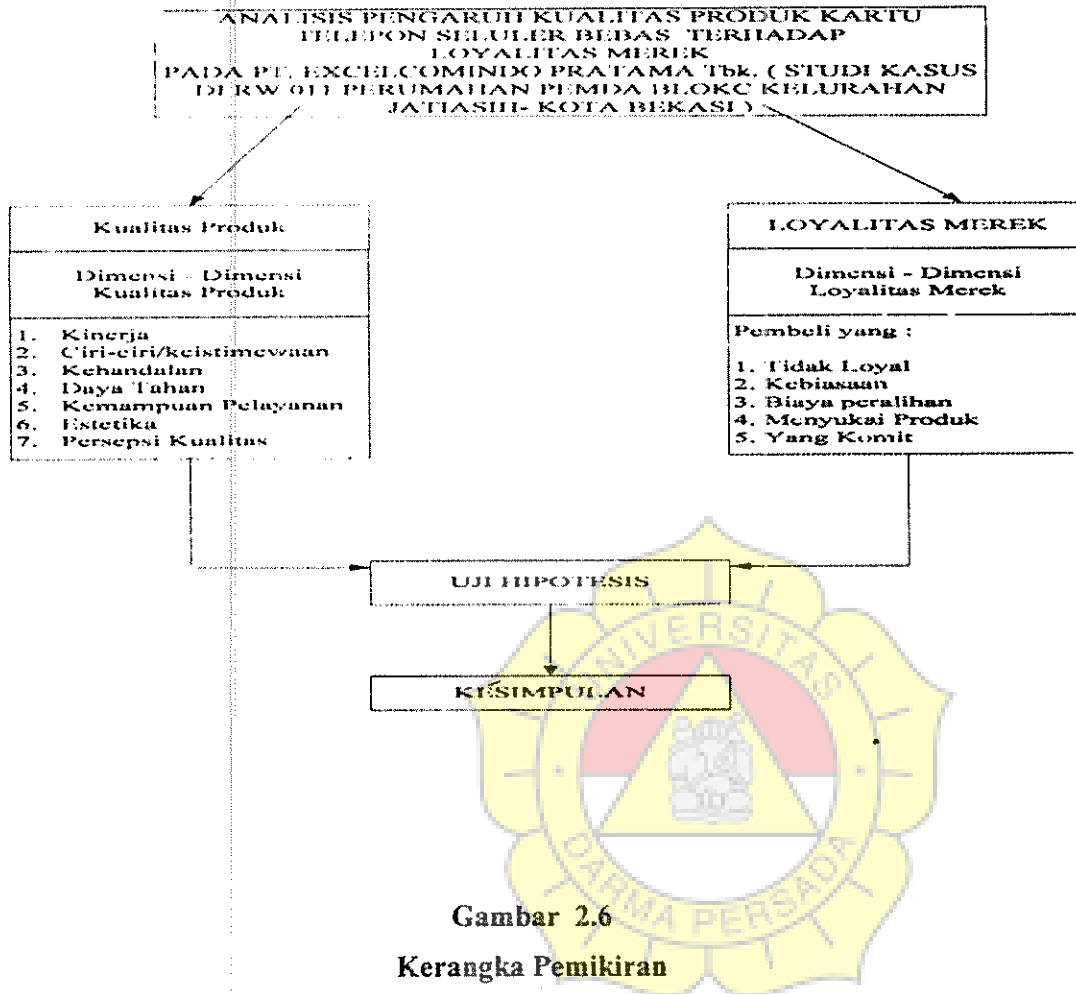 ANALISIS PENGARUH KUALITAS PRODUK KARTU
TELEPON SELULER BEBAS TERHADAP
LOYALITAS MEREK
PADA PT. EXCELCOMINDO PRATAMA Tbk. ( STUDI KASUS
DI RW 011 PERUMAHAN PEMDA BLOKC KELURAHAN
JATIASIH- KOTA BEKASI )
Kualitas Produk
Dimensi - Dimensi
Kualitas Produk
1. Kinerja
2. Ciri-ciri/keistimewaan
3. Kehandalan
4. Daya Tahan
5. Kemampuan Pelayanan
6. Estetika
7. Persepsi Kualitas
LOYALITAS MEREK
Dimensi - Dimensi
Loyalitas Merek
Pembeli yang :
1. Tidak Loyal
2. Kebiasaan
3. Biaya peralihan
4. Menyukai Produk
5. Yang Komit
UJI HIPOTESIS
KESIMPULAN
UNIVERSITAS
DARMA PERSADA
Gambar 2.6
Kerangka Pemikiran